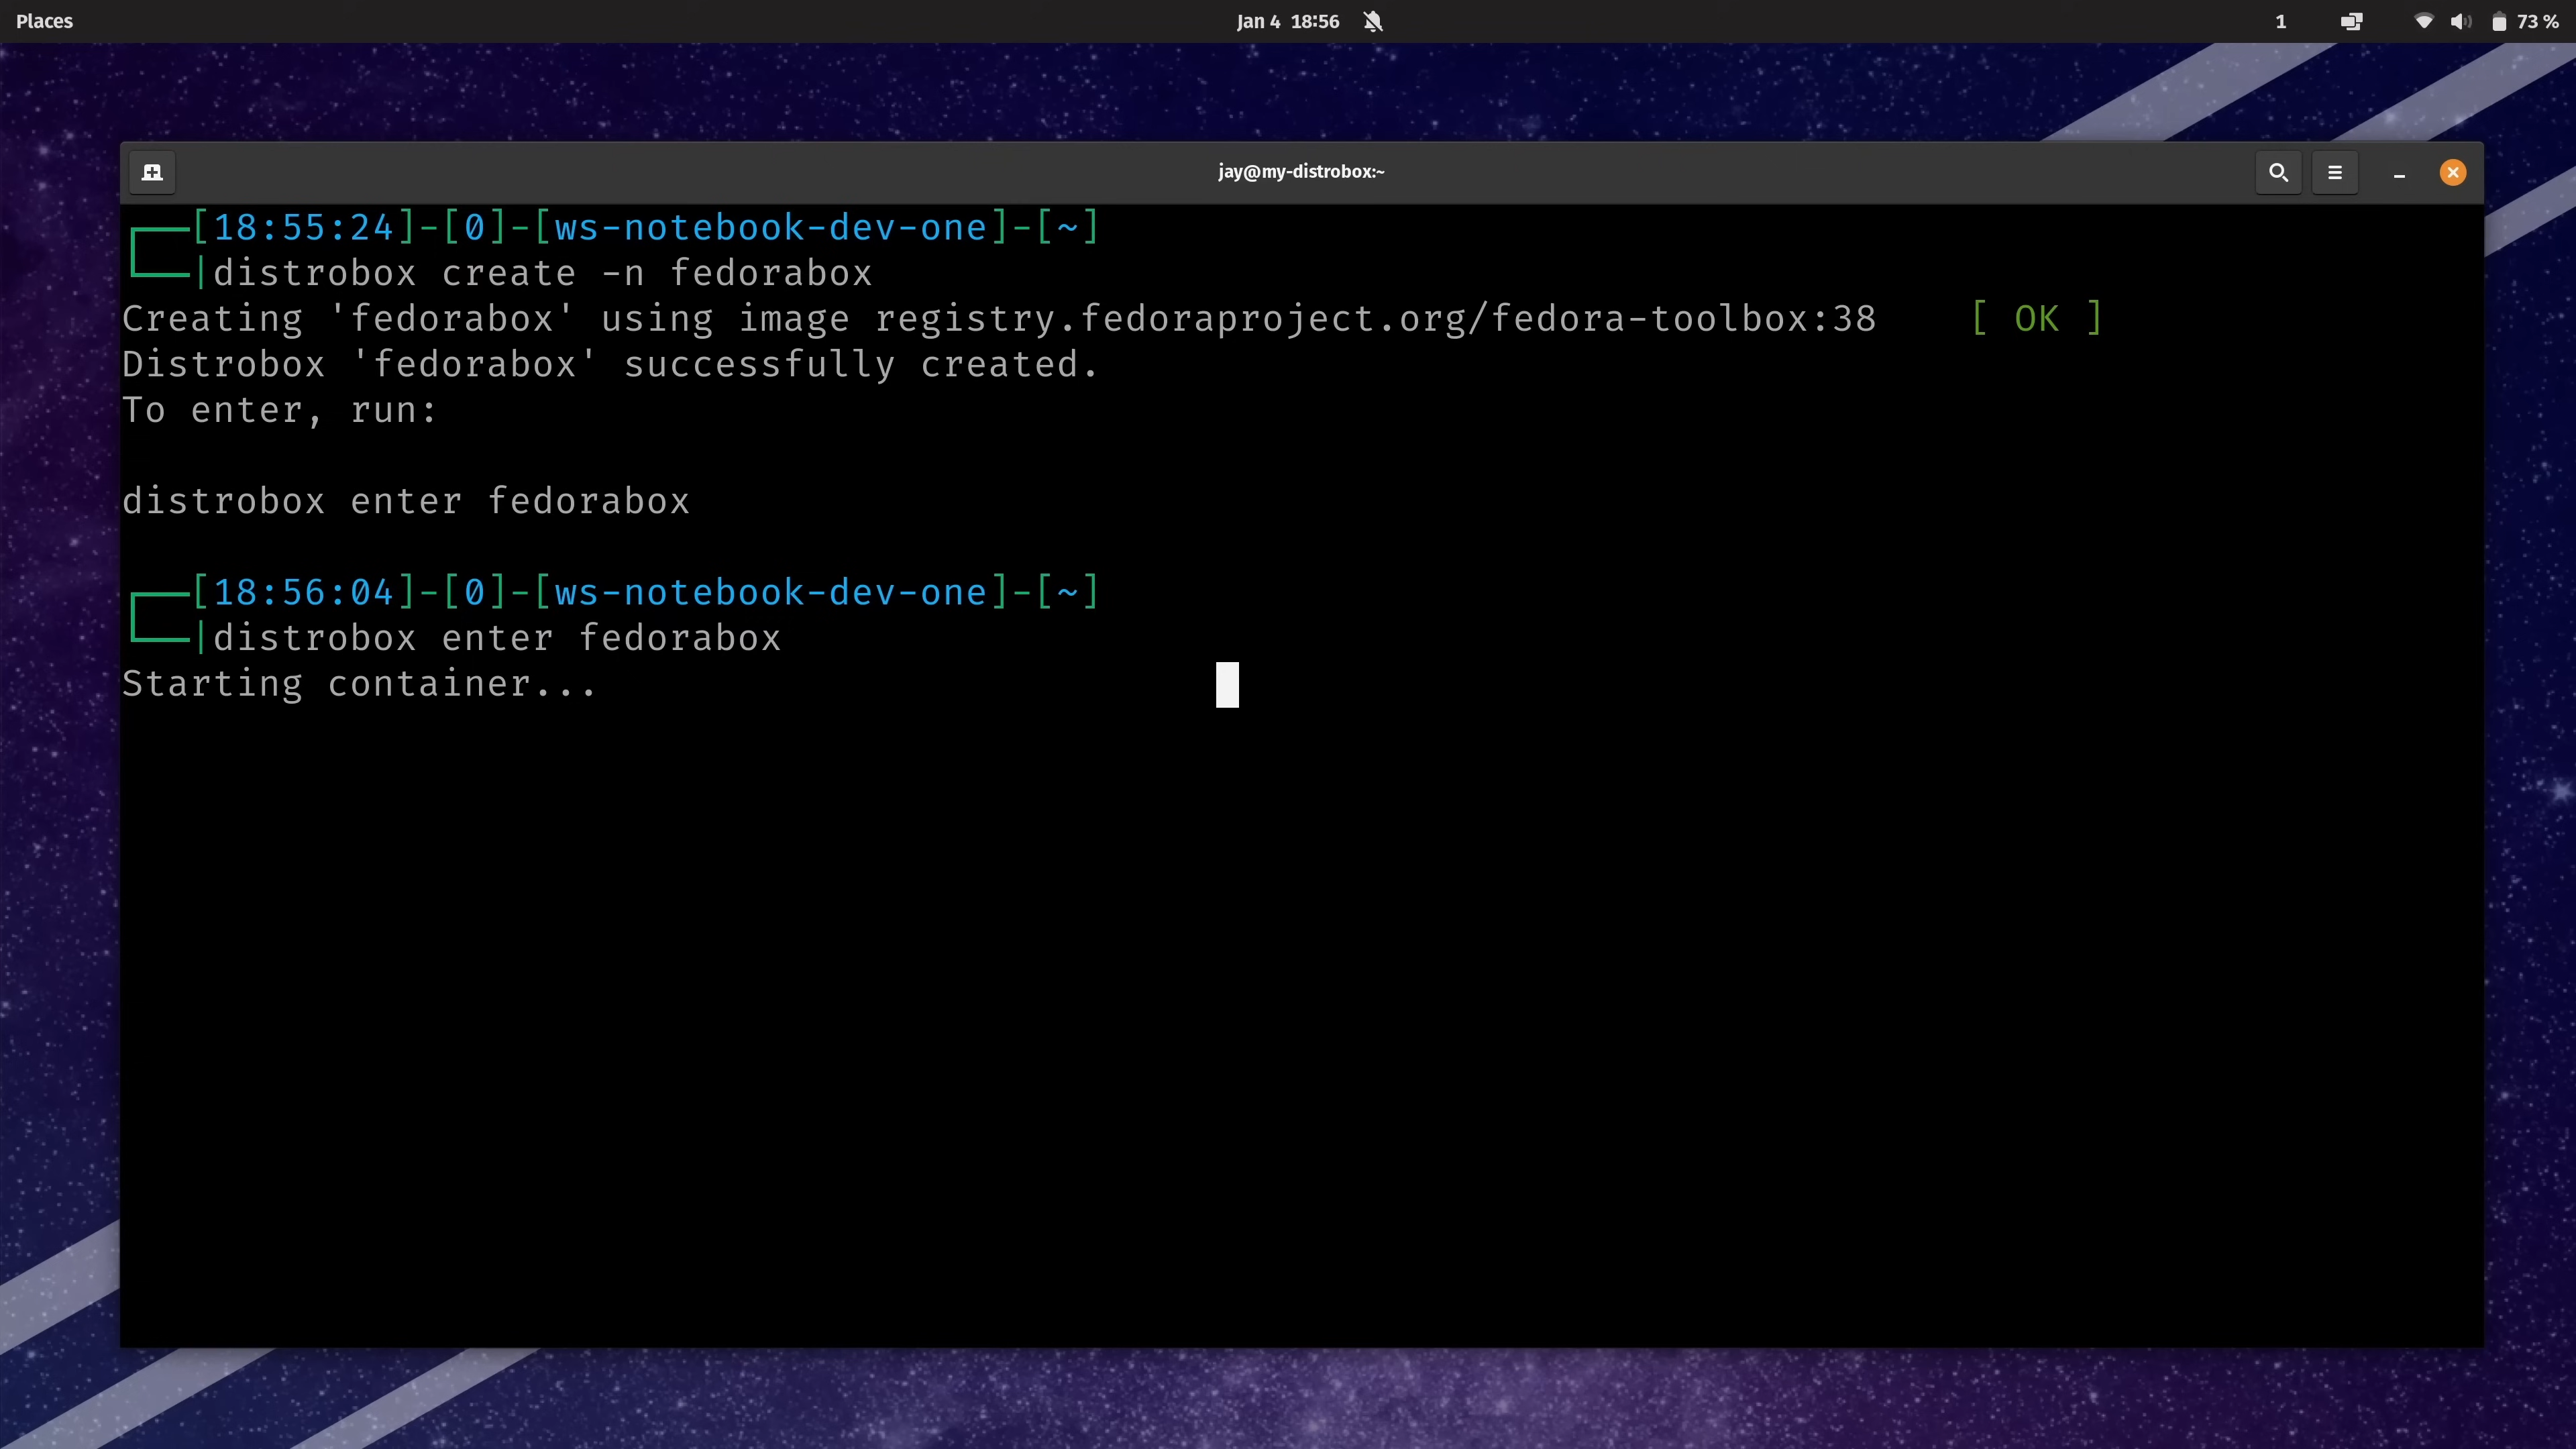 Places
Jan 4 18:56
1
73 %
jay@my-distrobox:~
[18:55:24]-[0]-[ws-notebook-dev-one]-[~]
|distrobox create -n fedorabox
Creating 'fedorabox' using image registry.fedoraproject.org/fedora-toolbox:38 [ OK ]
Distrobox 'fedorabox' successfully created.
To enter, run:
distrobox enter fedorabox
[18:56:04]-[0]-[ws-notebook-dev-one]-[~]
|distrobox enter fedorabox
Starting container...